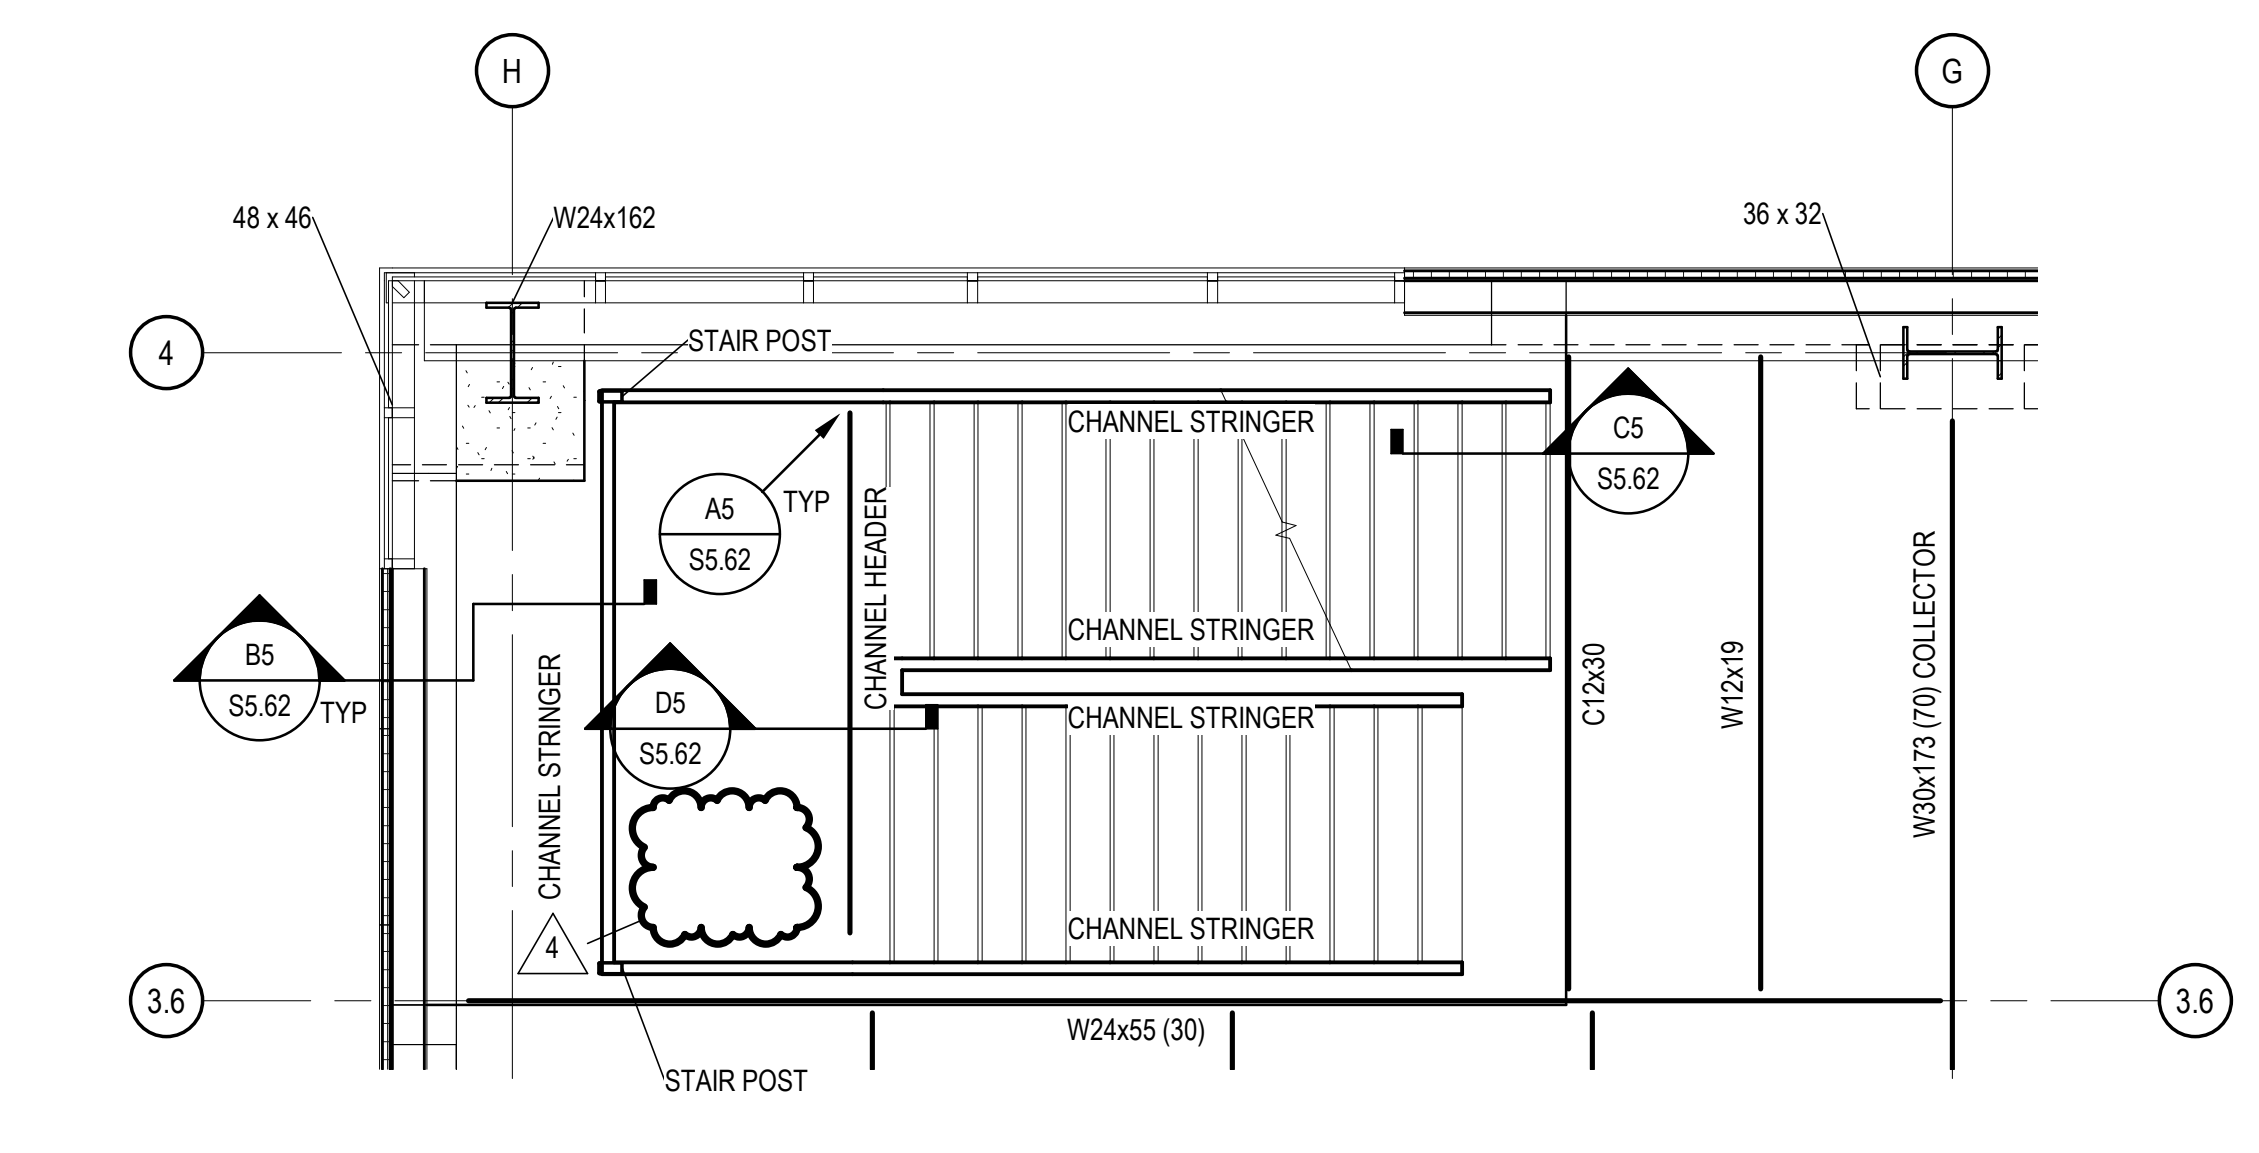 H
G
48 x 46
W24x162
36 x 32
4
STAIR POST
CHANNEL STRINGER
C5
S5.62
A5
S5.62
TYP
CHANNEL HEADER
CHANNEL STRINGER
B5
S5.62
TYP
CHANNEL STRINGER
D5
S5.62
CHANNEL STRINGER
C12x30
W12x19
W30x173 (70) COLLECTOR
4
CHANNEL STRINGER
3.6
3.6
W24x55 (30)
STAIR POST